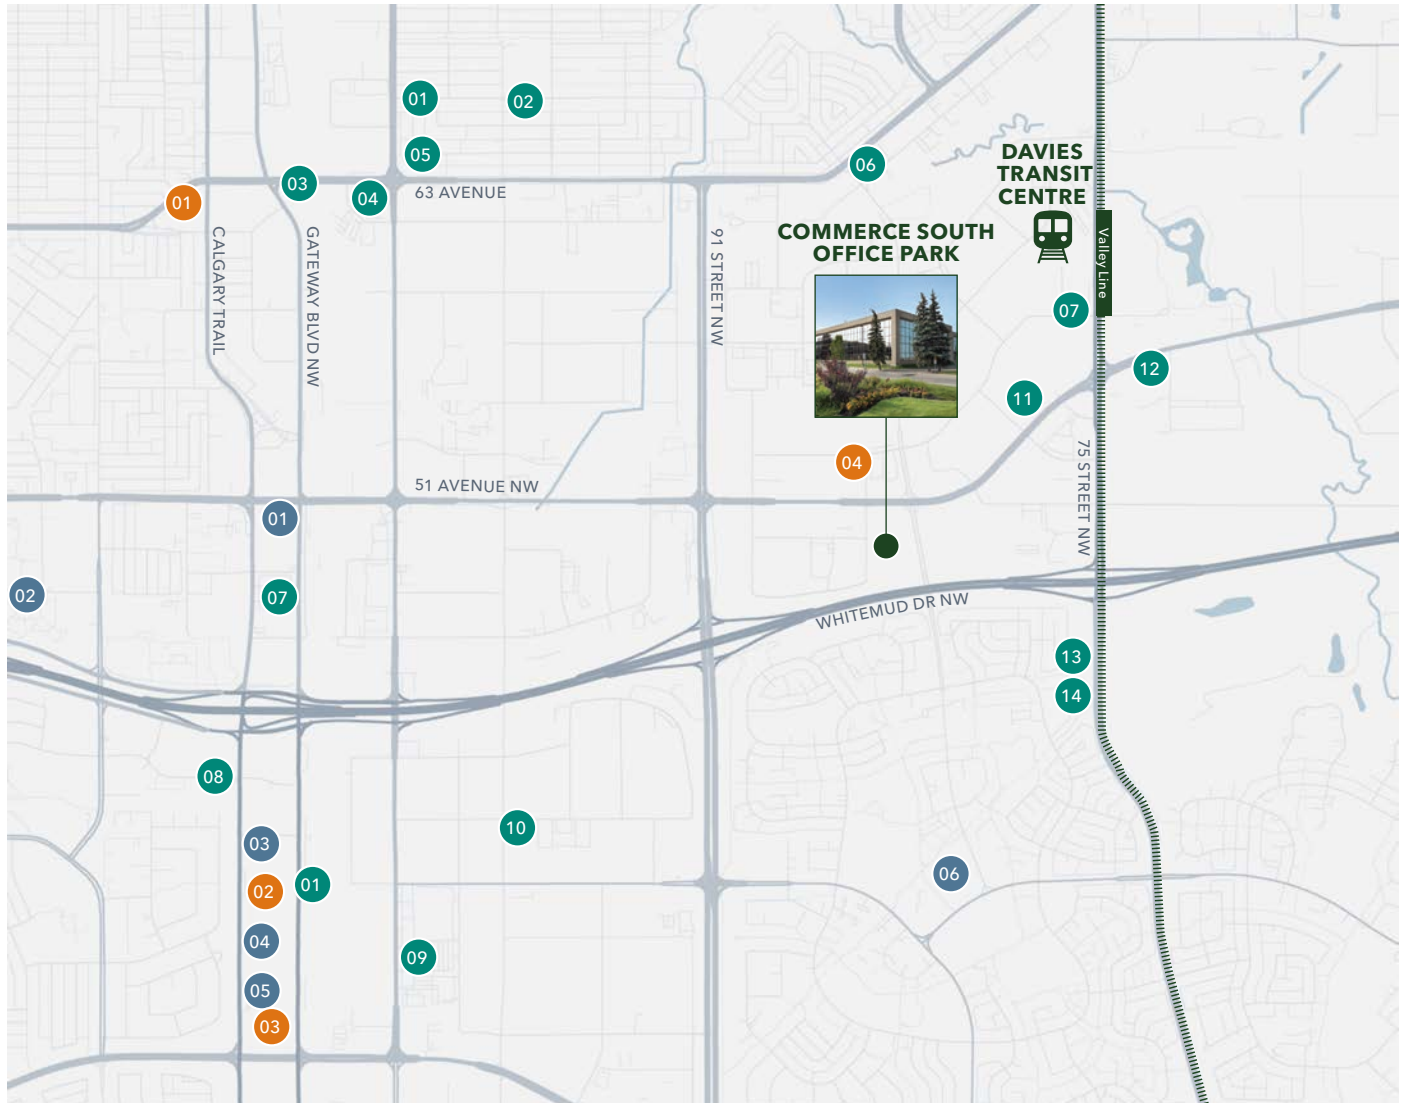 01
02
05
06
03
04
63 AVENUE
01
DAVIES
TRANSIT
CENTRE
COMMERCE SOUTH
OFFICE PARK
CALGARY TRAIL
GATEWAY BLVD NW
91 STREET NW
Valley Line
07
12
11
04
75 STREET NW
51 AVENUE NW
01
02
07
WHITEMUD DR NW
13
14
08
10
03
02
01
06
04
09
05
03